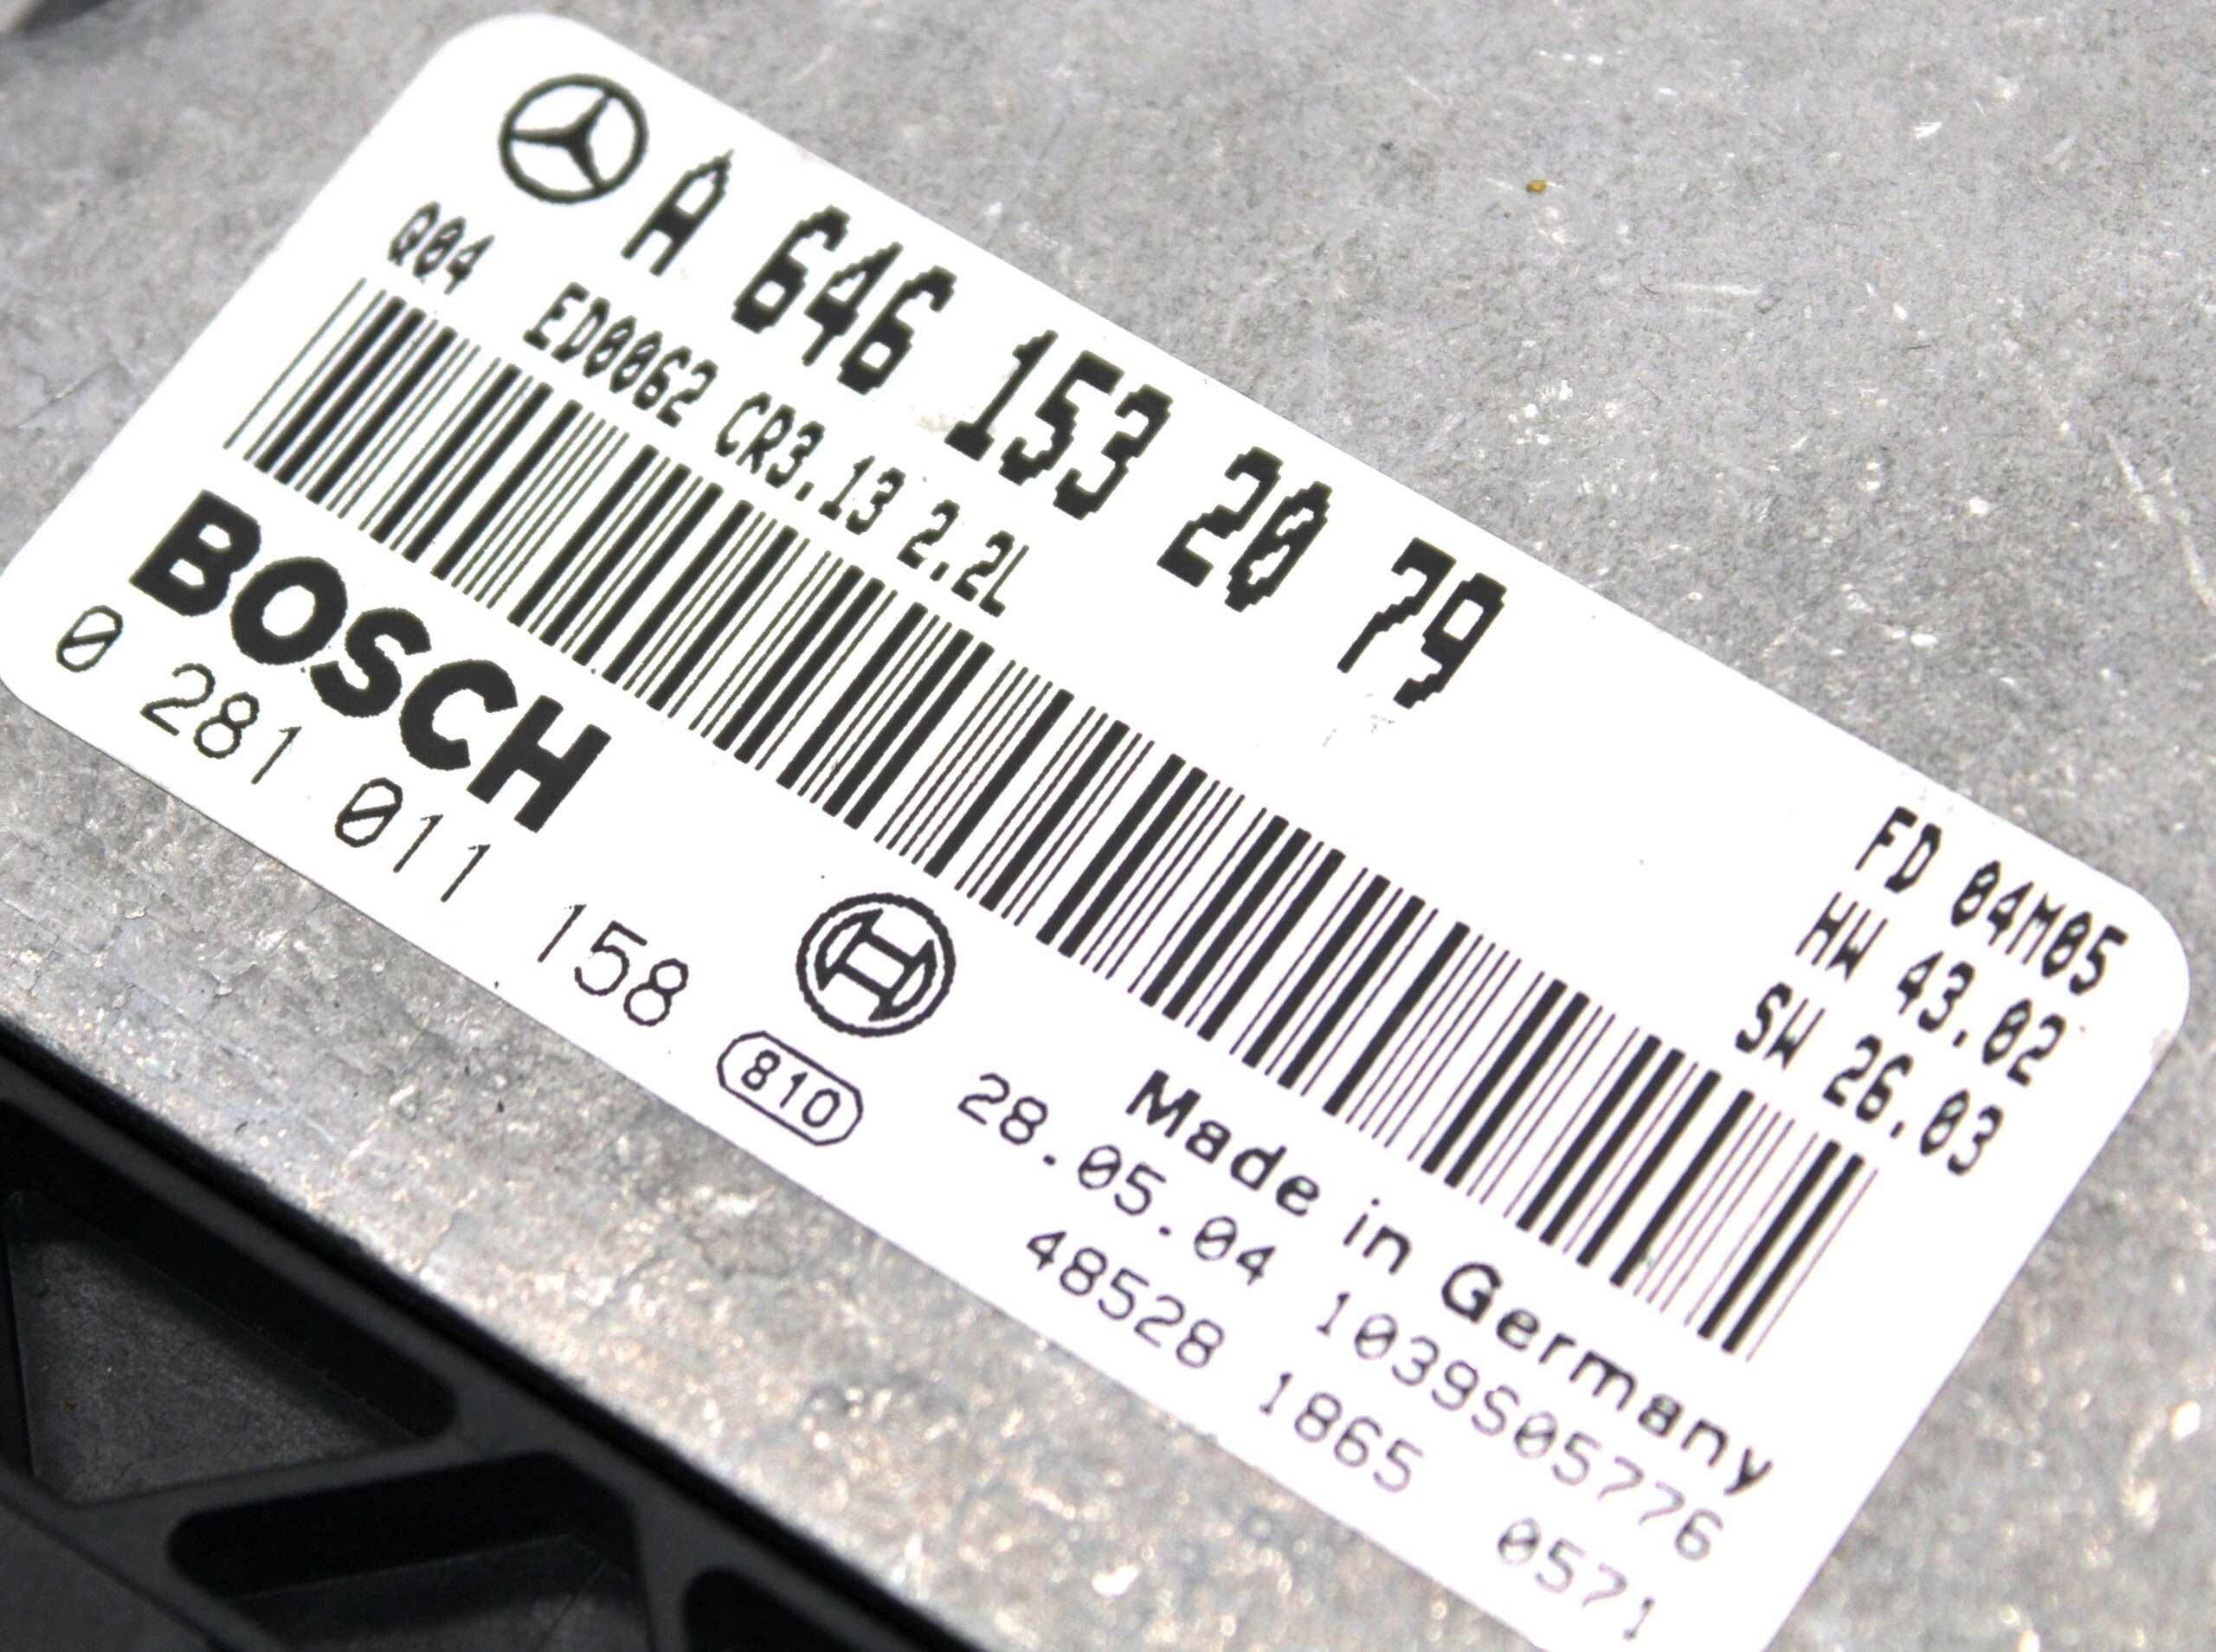 A 646 153 20 79
Q04 ED0062 CR3.13 2.2L
FD 04M05
HW 43.02
SW 26.03
BOSCH
0 281 011 158
810
Made in Germany
28.05.04 1039S05776
48528 1865 0571